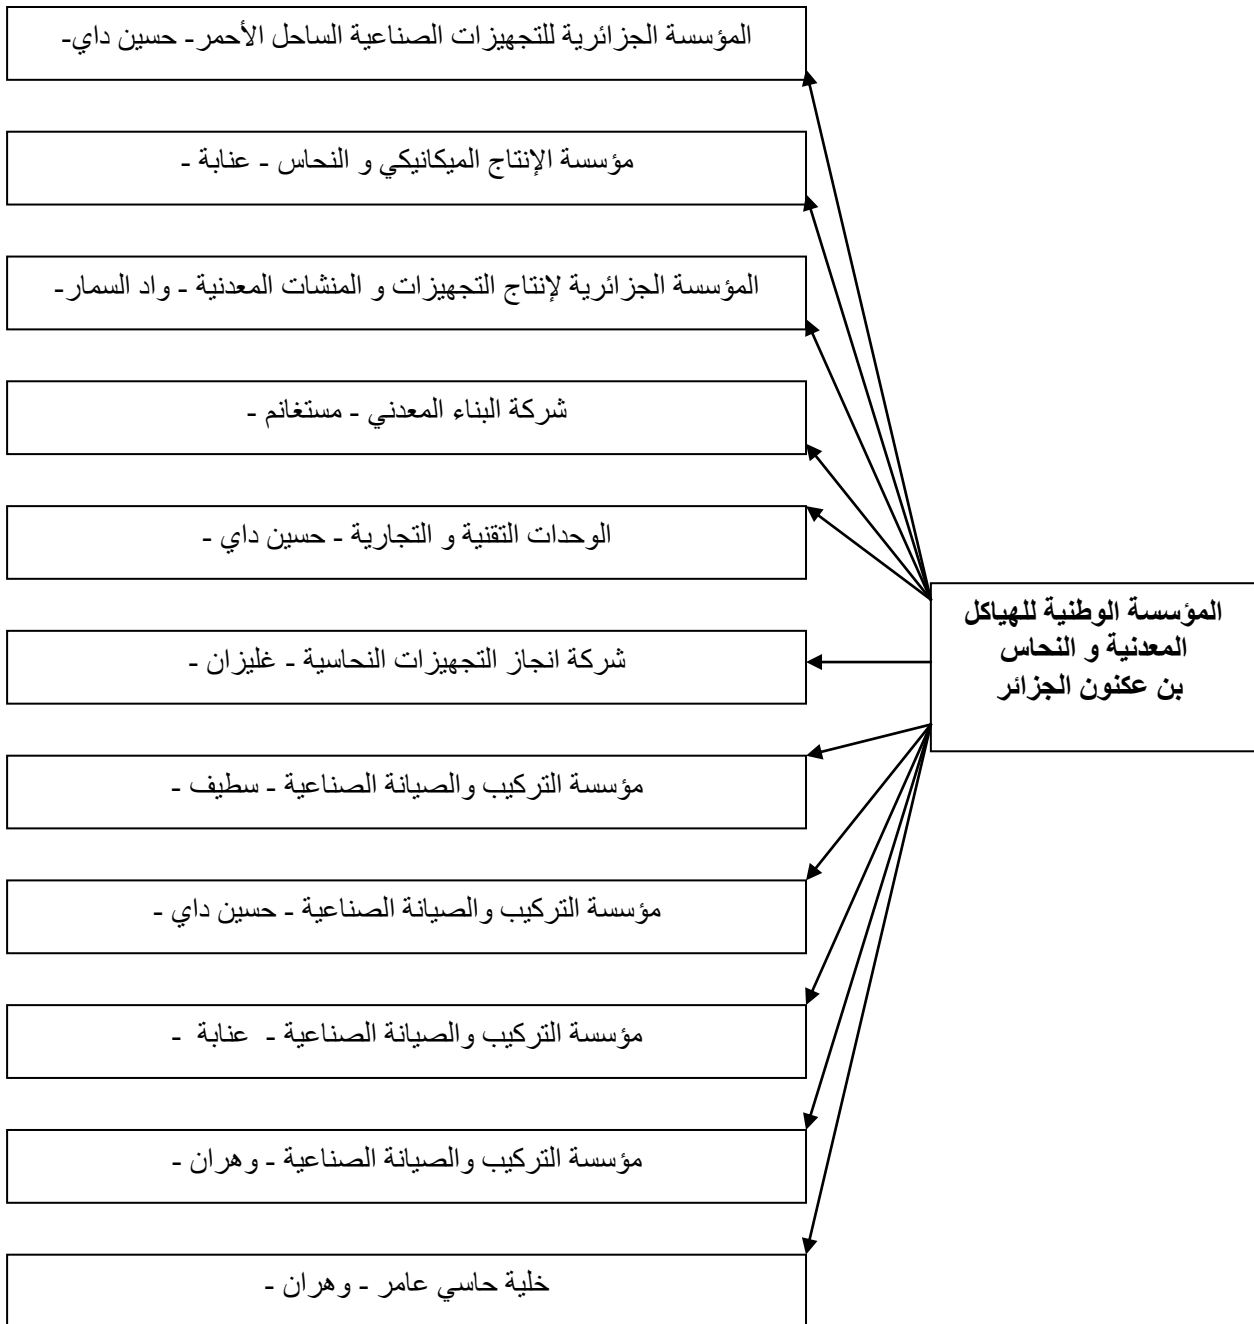 المؤسسة الجزائرية للتجهيزات الصناعية الساحل الأحمر- حسين داي-
مؤسسة الإنتاج الميكانيكي و النحاس - عنابة -
المؤسسة الجزائرية لإنتاج التجهيزات و المنشات المعدنية - واد السمار-
شركة البناء المعدني - مستغانم -
الوحدات التقنية و التجارية - حسين داي -
المؤسسة الوطنية للهياكل
المعدنية و النحاس
بن عكنون الجزائر
شركة انجاز التجهيزات النحاسية - غليزان -
مؤسسة التركيب والصيانة الصناعية - سطيف -
مؤسسة التركيب والصيانة الصناعية - حسين داي -
مؤسسة التركيب والصيانة الصناعية - عنابة -
مؤسسة التركيب والصيانة الصناعية - وهران -
خلية حاسي عامر - وهران -